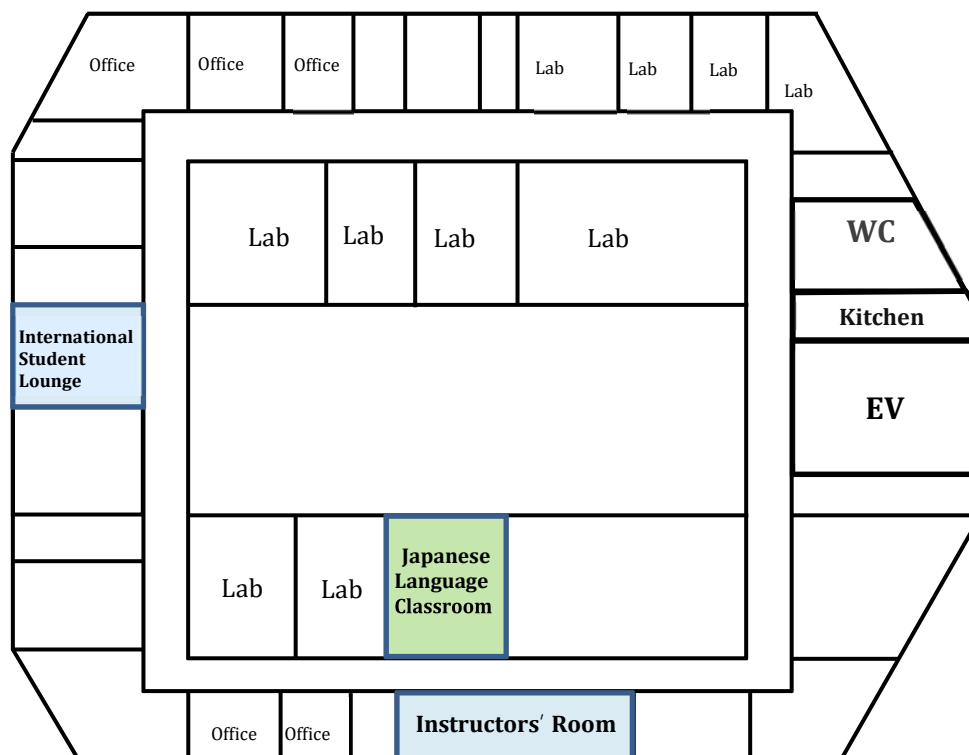 Office
Office
Office
Lab
Lab
Lab
Lab
WC
Lab
Lab
Lab
Lab
Kitchen
International
Student
Lounge
EV
Japanese
Language
Classroom
Lab
Lab
Instructors' Room
Office
Office